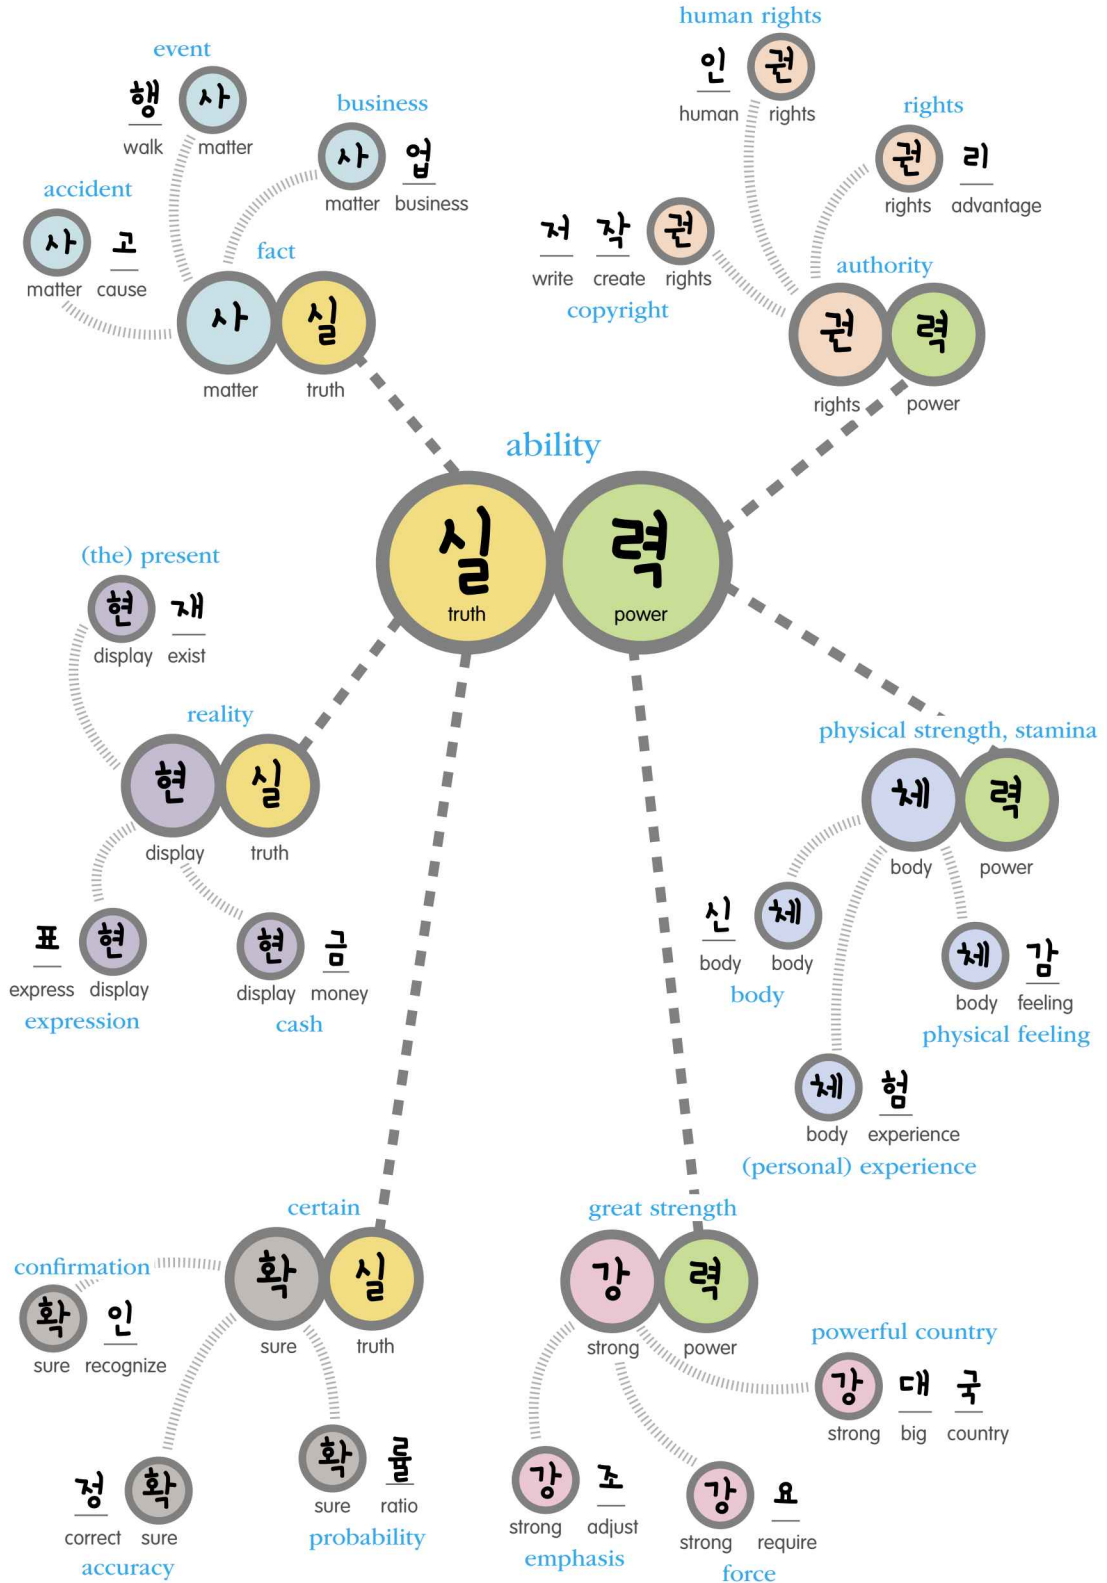 event
행 사
walk matter
business
사 업
matter business
accident
사 고
matter cause
fact
사 실
matter truth
human rights
인 권
human rights
rights
권 리
rights advantage
저 작 권
write create rights
copyright
authority
권 력
rights power
ability
실 력
truth power
(the) present
현 재
display exist
reality
현 실
display truth
표 현
express display
expression
현 금
display money
cash
physical strength, stamina
체 력
body power
신 체
body body
body
체 감
body feeling
physical feeling
체 험
body experience
(personal) experience
certain
확 실
sure truth
confirmation
확 인
sure recognize
정 확
correct sure
accuracy
확 률
sure ratio
probability
great strength
강 력
strong power
powerful country
강 대 국
strong big country
강 조
strong adjust
emphasis
강 요
strong require
force